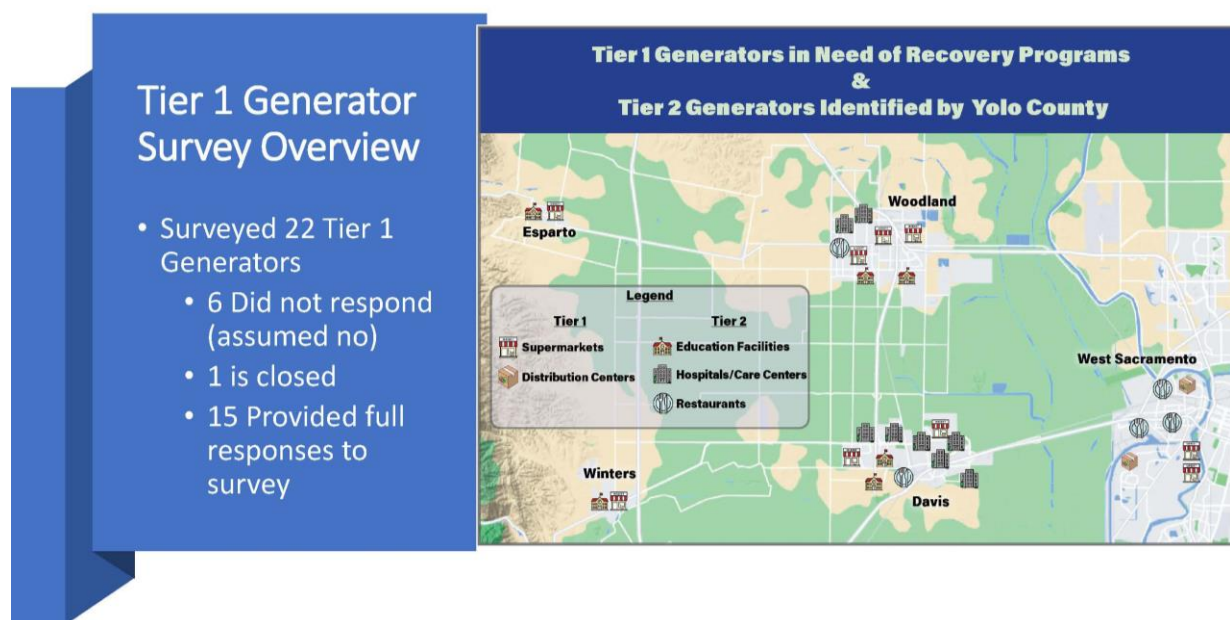 Tier 1 Generator
Survey Overview
• Surveyed 22 Tier 1
Generators
• 6 Did not respond
(assumed no)
• 1 is closed
• 15 Provided full
responses to
survey
Tier 1 Generators in Need of Recovery Programs
&
Tier 2 Generators Identified by Yolo County
Woodland
Esparto
Legend
Tier 1
Tier 2
Supermarkets
Education Facilities
Distribution Centers
Hospitals/Care Centers
Restaurants
West Sacramento
Winters
Davis